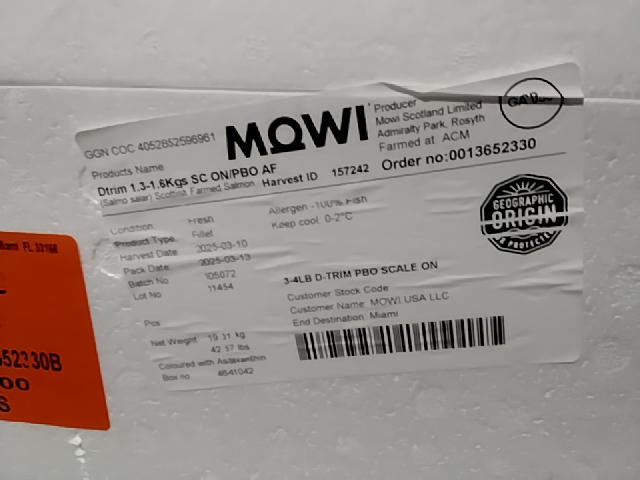 GGN COC 4052852596961
MOWI
Producer
Mowi Scotland Limited
Admiralty Park, Rosyth
Farmed at ACM
Products Name
Dtrim 1.3-1.6Kgs SC ON/PBO AF
(Salmo salar) Scottish Farmed Salmon
Harvest ID 157242
Order no:0013652330
Condition Fresh
Product Type Fillet
Harvest Date 2025-03-10
Pack Date 2025-03-13
Batch No 105072
Lot No 11454
Allergen -100% Fish
Keep cool 0-2°C
GEOGRAPHIC
ORIGIN
3-4LB D-TRIM PBO SCALE ON
Customer Stock Code
Customer Name MOWI USA LLC
End Destination Miami
Pcs
Net Weight 19.31 kg
42.57 lbs
Coloured with Astaxanthin
Box no 4641042
Miami FL 33166
52330B
00
S